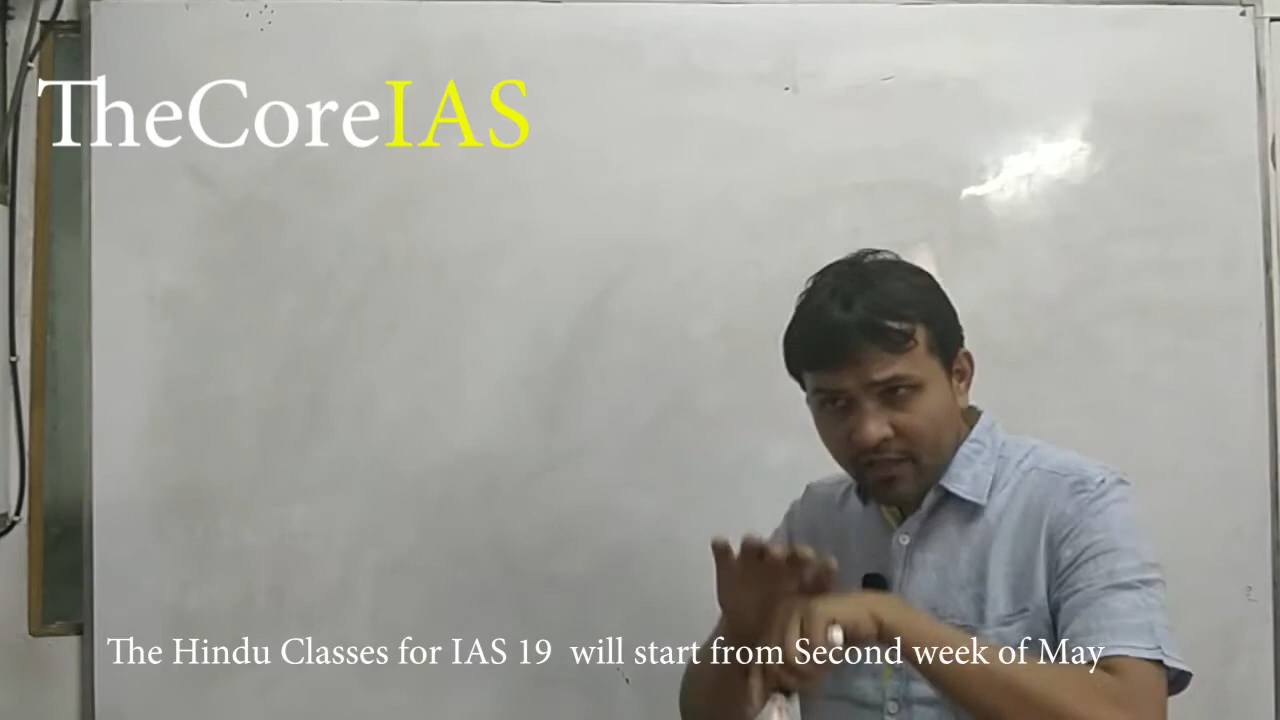 TheCoreIAS
The Hindu Classes for IAS 19 will start from Second week of May